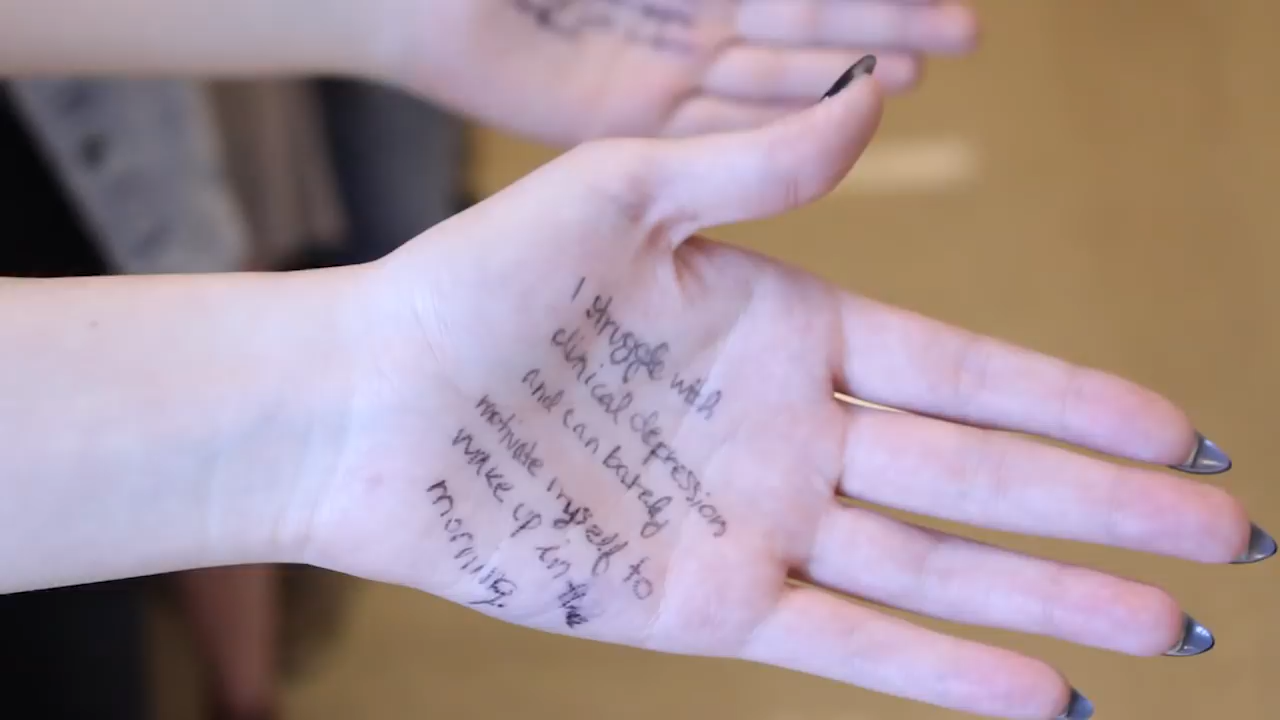 I struggle with
clinical depression
and can barely
motivate myself to
wake up in the
morning.